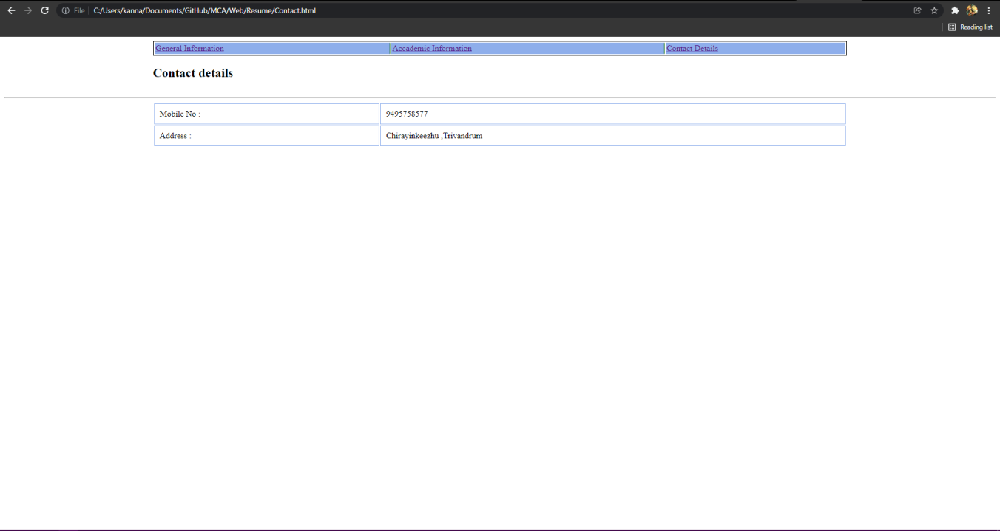 File C:/Users/kanna/Documents/GitHub/MCA/Web/Resume/Contact.html
Reading list
General Information Accademic Information Contact Details
Contact details
Mobile No : 9495758577
Address : Chirayinkeezhu ,Trivandrum